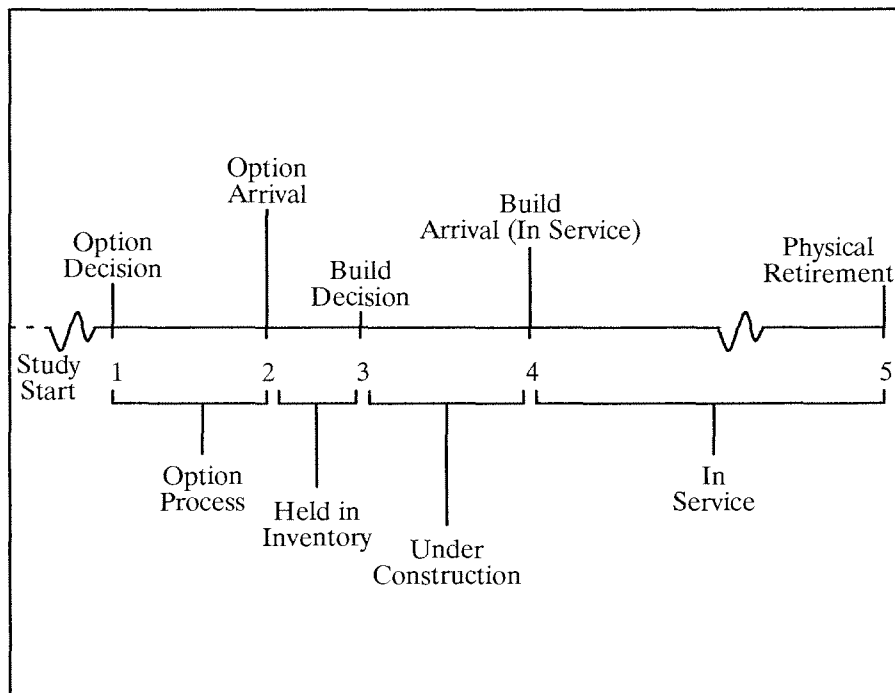 Option
Arrival
Build
Arrival (In Service)
Option
Decision
Physical
Retirement
Build
Decision
Study
Start
1
2
3
4
5
Option
Process
Held in
Inventory
Under
Construction
In
Service